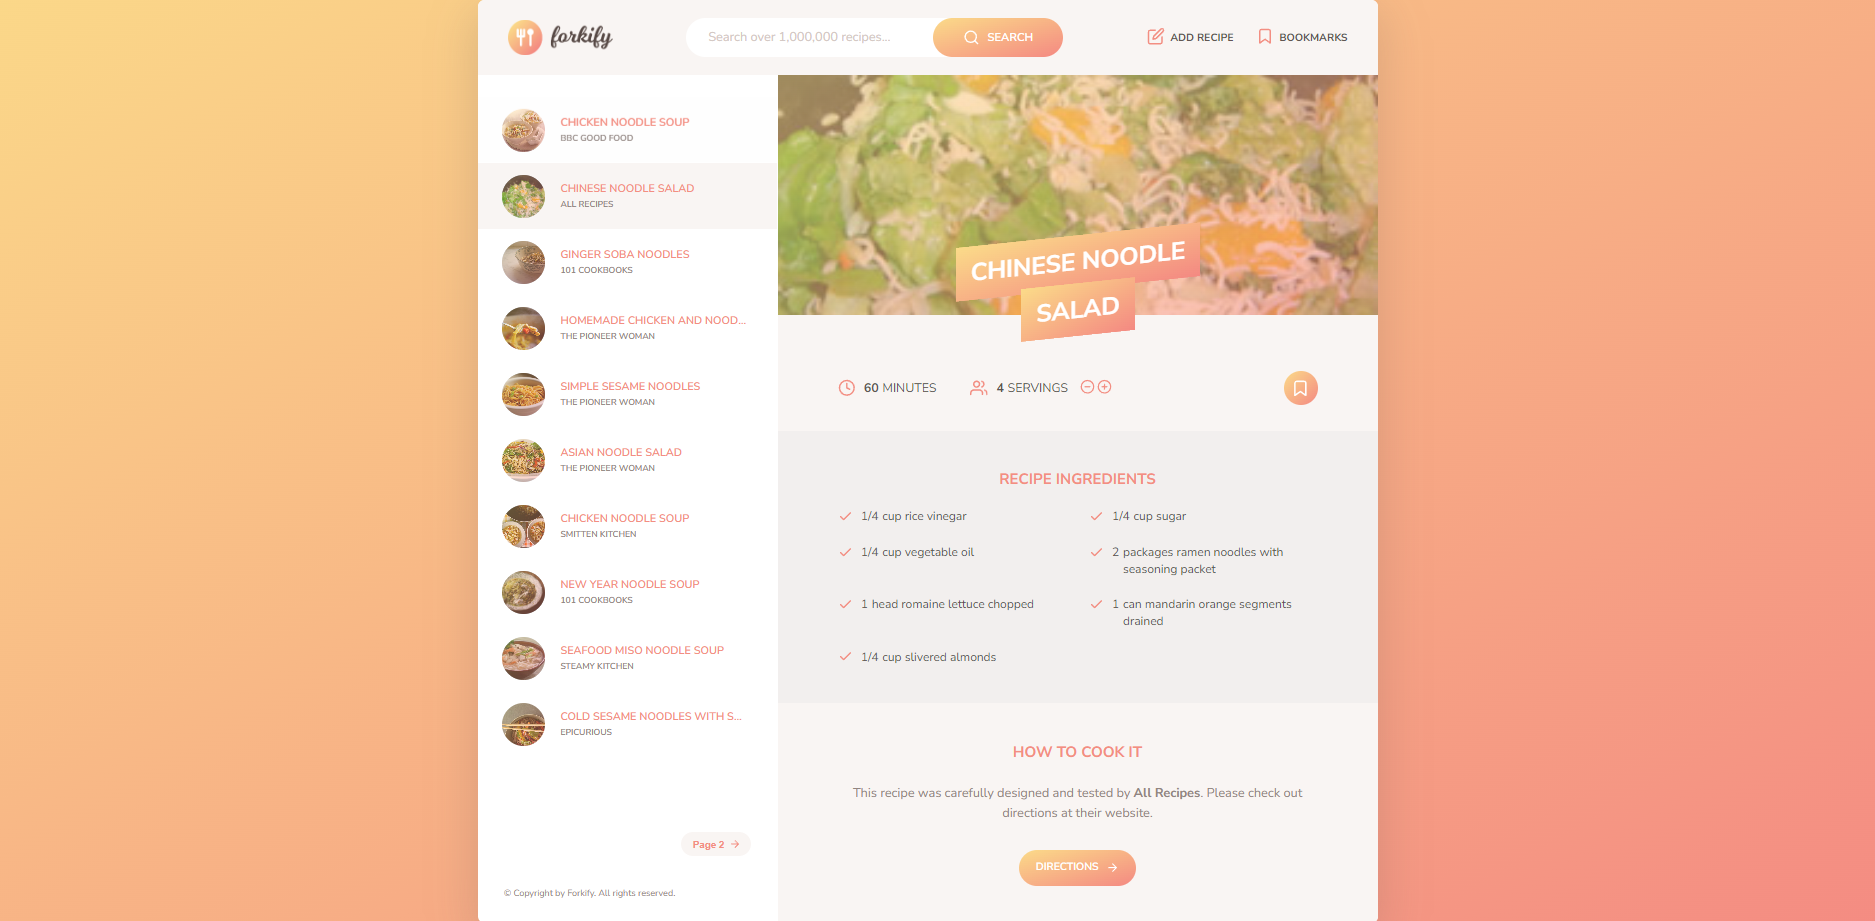 forkify
Search over 1,000,000 recipes...
SEARCH
ADD RECIPE
BOOKMARKS
CHICKEN NOODLE SOUP
BBC GOOD FOOD
CHINESE NOODLE SALAD
ALL RECIPES
GINGER SOBA NOODLES
101 COOKBOOKS
HOMEMADE CHICKEN AND NOOD...
THE PIONEER WOMAN
SIMPLE SESAME NOODLES
THE PIONEER WOMAN
ASIAN NOODLE SALAD
THE PIONEER WOMAN
CHICKEN NOODLE SOUP
SMITTEN KITCHEN
NEW YEAR NOODLE SOUP
101 COOKBOOKS
SEAFOOD MISO NOODLE SOUP
STEAMY KITCHEN
COLD SESAME NOODLES WITH S...
EPICURIOUS
Page 2
© Copyright by Forkify. All rights reserved.
CHINESE NOODLE
SALAD
60 MINUTES
4 SERVINGS
RECIPE INGREDIENTS
1/4 cup rice vinegar
1/4 cup sugar
1/4 cup vegetable oil
2 packages ramen noodles with
seasoning packet
1 head romaine lettuce chopped
1 can mandarin orange segments
drained
1/4 cup slivered almonds
HOW TO COOK IT
This recipe was carefully designed and tested by All Recipes. Please check out
directions at their website.
DIRECTIONS